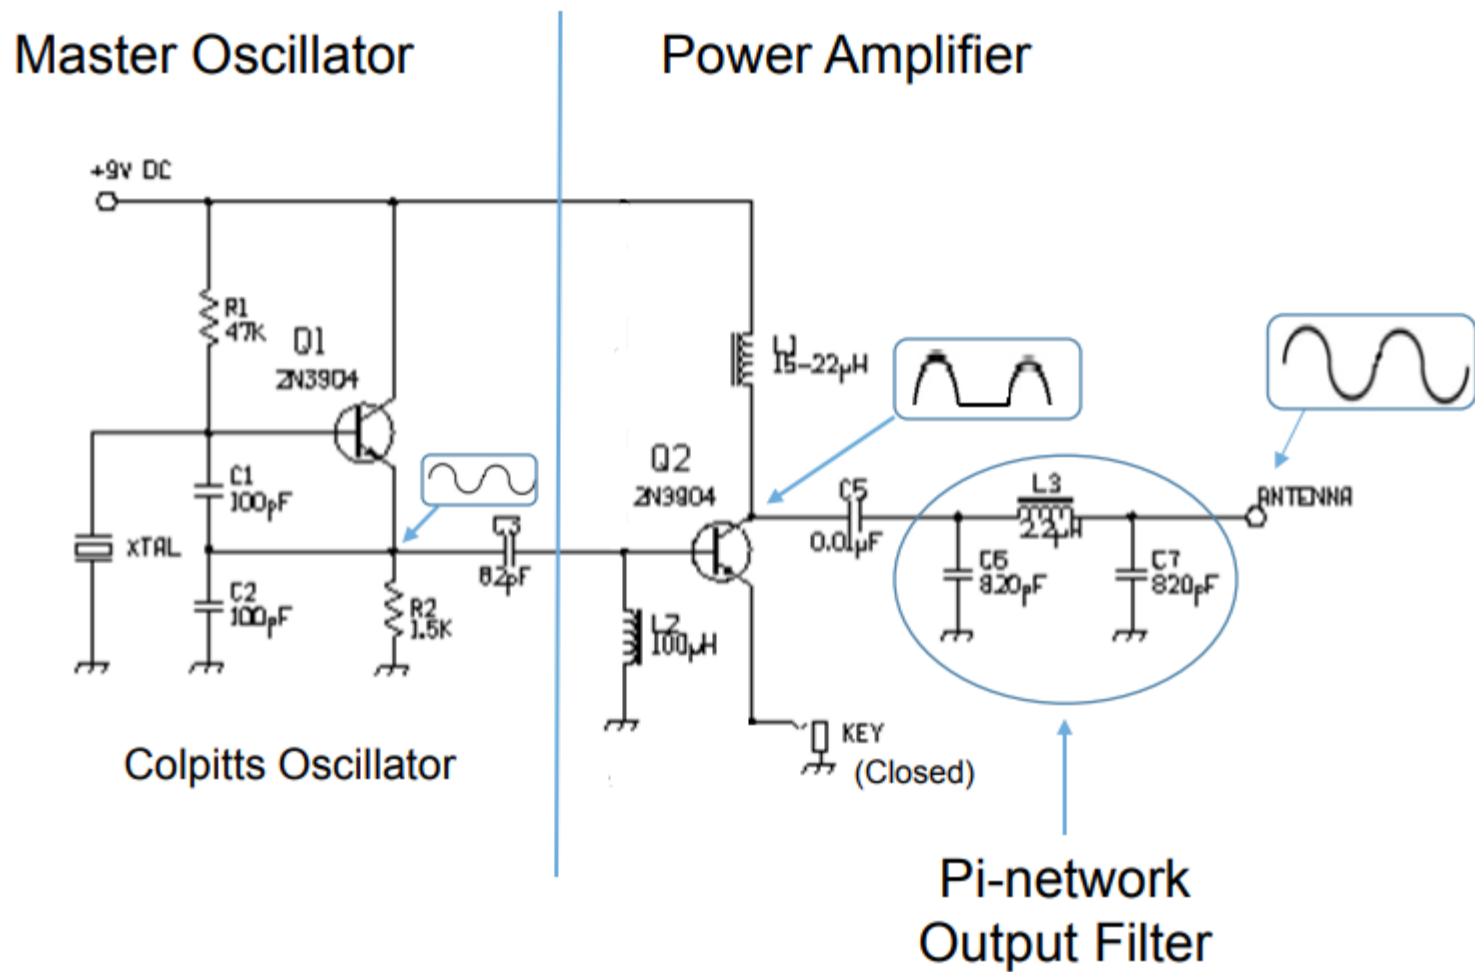 Master Oscillator
Power Amplifier
+9V DC
R1
47K
Q1
2N3904
L1
15-22µH
Q2
2N3904
C1
100pF
XTAL
C3
82pF
C5
0.01µF
L3
2.2µH
ANTENNA
C2
100pF
R2
1.5K
L2
100µH
C6
820pF
C7
820pF
KEY
(Closed)
Colpitts Oscillator
Pi-network
Output Filter